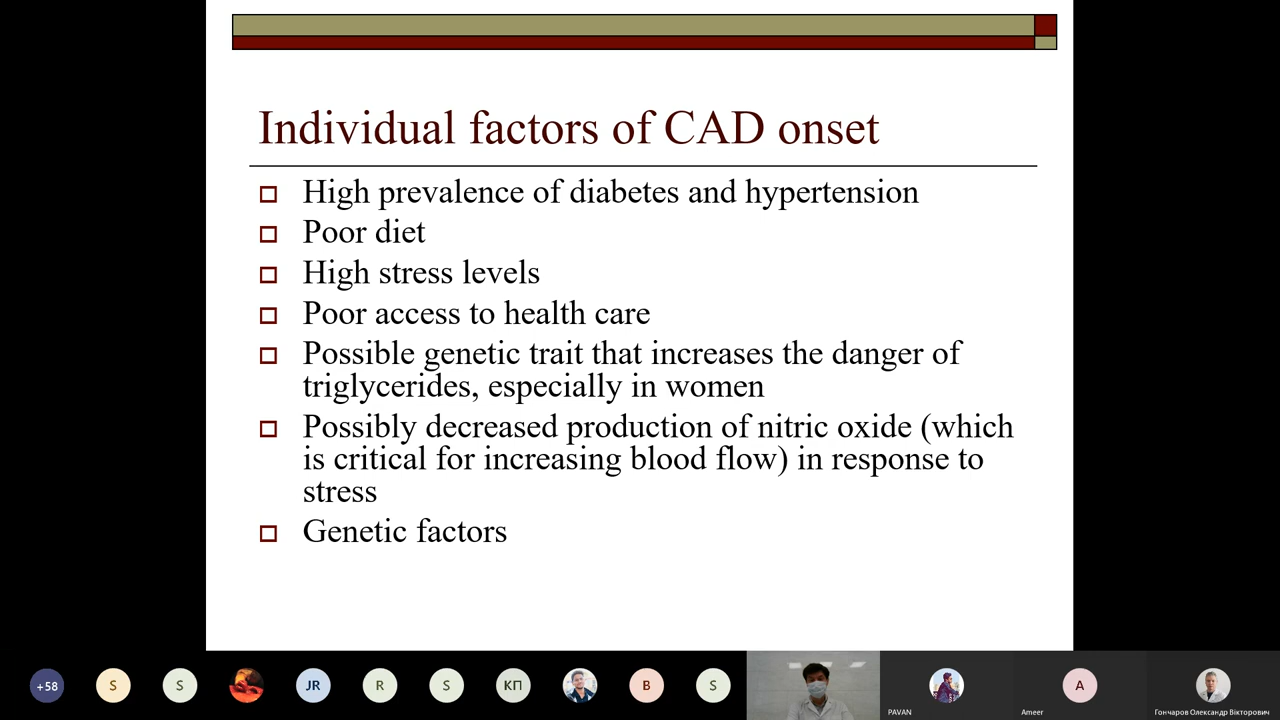 Individual factors of CAD onset
High prevalence of diabetes and hypertension
Poor diet
High stress levels
Poor access to health care
Possible genetic trait that increases the danger of
triglycerides, especially in women
Possibly decreased production of nitric oxide (which
is critical for increasing blood flow) in response to
stress
Genetic factors
+58
S
S
JR
R
S
КП
B
S
PAVAN
A
Ameer
Гончаров Олександр Вікторович